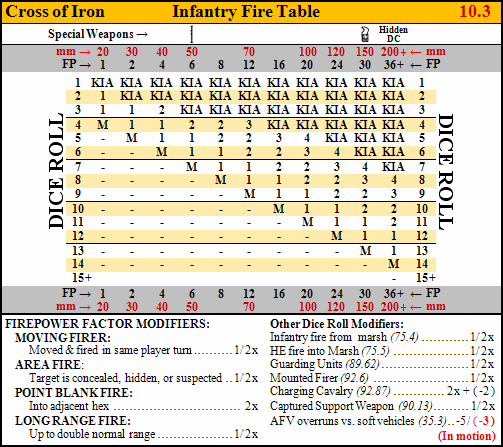 Cross of Iron Infantry Fire Table 10.3
Special Weapons → Hidden DC
mm → 20 30 40 50 70 100 120 150 200+ ← mm
FP → 1 2 4 6 8 12 16 20 24 30 36+ ← FP
DICE ROLL
1 KIA KIA KIA KIA KIA KIA KIA KIA KIA KIA KIA 1
2 1 KIA KIA KIA KIA KIA KIA KIA KIA KIA KIA 2
3 1 1 2 KIA KIA KIA KIA KIA KIA KIA KIA 3
4 M 1 1 2 2 3 KIA KIA KIA KIA KIA 4
5 - M 1 1 2 2 3 4 KIA KIA KIA 5
6 - - M 1 1 2 2 3 4 KIA KIA 6
7 - - - M 1 1 2 2 3 4 KIA 7
8 - - - - M 1 1 2 2 3 4 8
9 - - - - - M 1 1 2 2 3 9
10 - - - - - - M 1 1 2 2 10
11 - - - - - - - M 1 1 2 11
12 - - - - - - - - M 1 1 12
13 - - - - - - - - - M 1 13
14 - - - - - - - - - - M 14
15+ - 15+
DICE ROLL
FP → 1 2 4 6 8 12 16 20 24 30 36+ ← FP
mm → 20 30 40 50 70 100 120 150 200+ ← mm
FIREPOWER FACTOR MODIFIERS:
MOVING FIRER:
Moved & fired in same player turn ............ 1/2x
AREA FIRE:
Target is concealed, hidden, or suspected .. 1/2x
POINT BLANK FIRE:
Into adjacent hex ........................................ 2x
LONG RANGE FIRE:
Up to double normal range ...................... 1/2x
Other Dice Roll Modifiers:
Infantry fire from marsh (75.4) .................. 1/2x
HE fire into Marsh (75.5) ........................... 1/2x
Guarding Units (89.62) .............................. 1/2x
Mounted Firer (92.6) .................................. 1/2x
Charging Cavalry (92.87) .................. 2x + (-2)
Captured Support Weapon (90.13) ............ 1/2x
AFV overruns vs. soft vehicles (35.3) ..-5/ (-3)
(In motion)